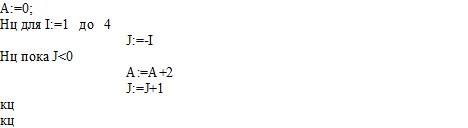 A:=0;
Нц для I:=1 до 4
J:=-I
Нц пока J<0
A:=A+2
J:=J+1
кц
кц